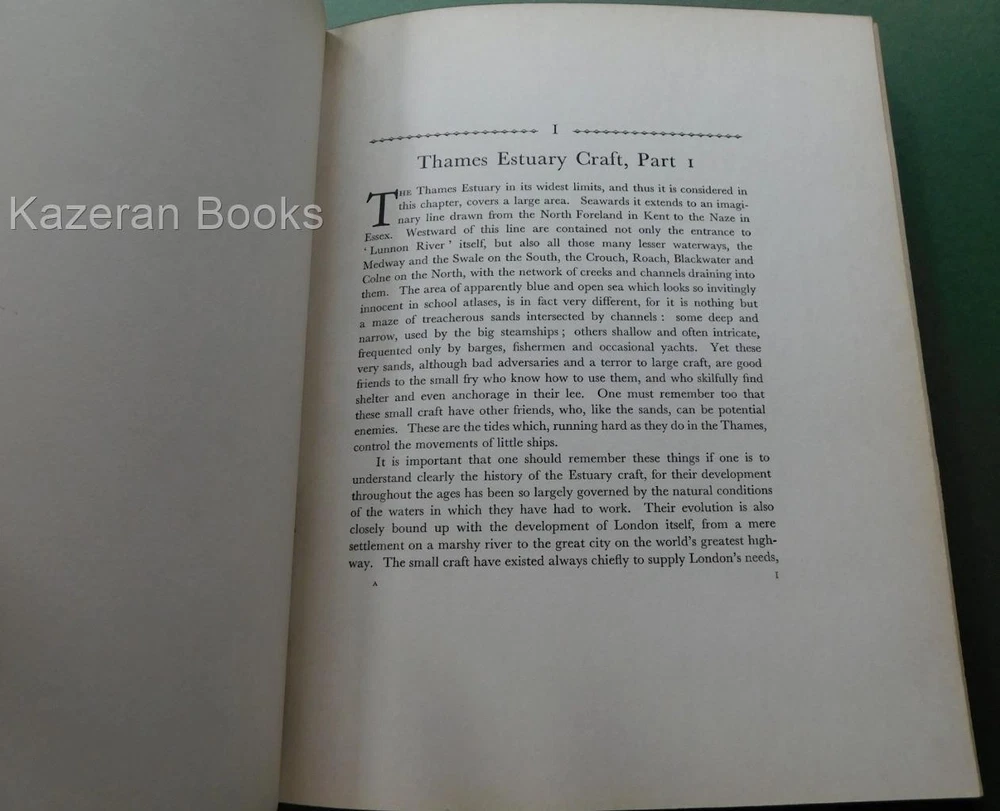 I
Thames Estuary Craft, Part 1
THE Thames Estuary in its widest limits, and thus it is considered in
this chapter, covers a large area. Seawards it extends to an imagi-
nary line drawn from the North Foreland in Kent to the Naze in
Essex. Westward of this line are contained not only the entrance to
‘Lunnon River’ itself, but also all those many lesser waterways, the
Medway and the Swale on the South, the Crouch, Roach, Blackwater and
Colne on the North, with the network of creeks and channels draining into
them. The area of apparently blue and open sea which looks so invitingly
innocent in school atlases, is in fact very different, for it is nothing but
a maze of treacherous sands intersected by channels: some deep and
narrow, used by the big steamships; others shallow and often intricate,
frequented only by barges, fishermen and occasional yachts. Yet these
very sands, although bad adversaries and a terror to large craft, are good
friends to the small fry who know how to use them, and who skilfully find
shelter and even anchorage in their lee. One must remember too that
these small craft have other friends, who, like the sands, can be potential
enemies. These are the tides which, running hard as they do in the Thames,
control the movements of little ships.
It is important that one should remember these things if one is to
understand clearly the history of the Estuary craft, for their development
throughout the ages has been so largely governed by the natural conditions
of the waters in which they have had to work. Their evolution is also
closely bound up with the development of London itself, from a mere
settlement on a marshy river to the great city on the world's greatest high-
way. The small craft have existed always chiefly to supply London's needs,
A 1
Kazeran Books